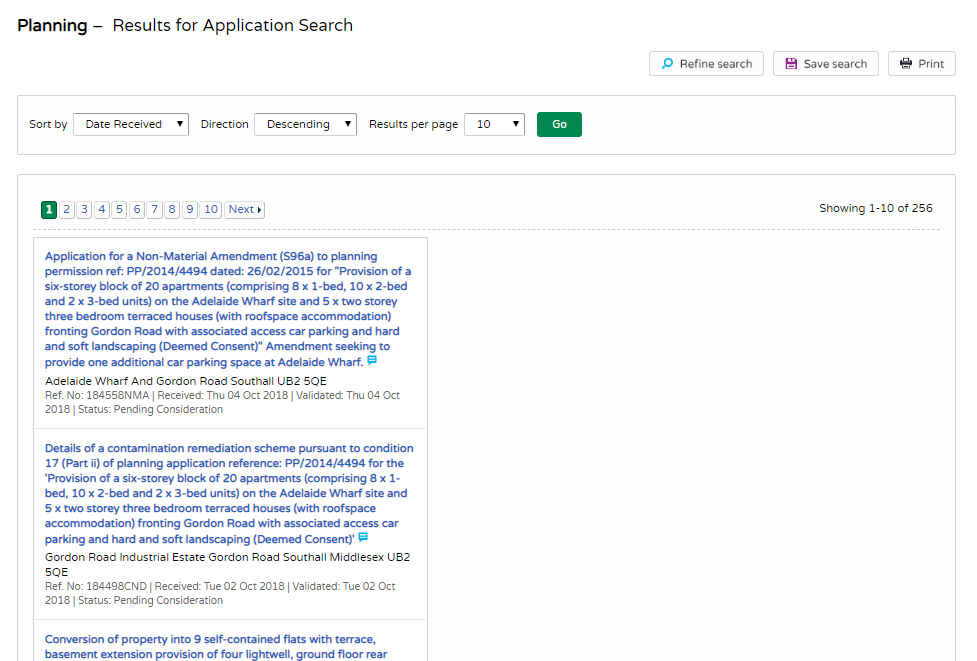 Planning – Results for Application Search
Refine search Save search Print
Sort by Date Received Direction Descending Results per page 10 Go
1 2 3 4 5 6 7 8 9 10 Next Showing 1-10 of 256
Application for a Non-Material Amendment (S96a) to planning
permission ref: PP/2014/4494 dated: 26/02/2015 for "Provision of a
six-storey block of 20 apartments (comprising 8 x 1-bed, 10 x 2-bed
and 2 x 3-bed units) on the Adelaide Wharf site and 5 x two storey
three bedroom terraced houses (with roofspace accommodation)
fronting Gordon Road with associated access car parking and hard
and soft landscaping (Deemed Consent)" Amendment seeking to
provide one additional car parking space at Adelaide Wharf.
Adelaide Wharf And Gordon Road Southall UB2 5QE
Ref. No: 184558NMA | Received: Thu 04 Oct 2018 | Validated: Thu 04 Oct
2018 | Status: Pending Consideration
Details of a contamination remediation scheme pursuant to condition
17 (Part ii) of planning application reference: PP/2014/4494 for the
'Provision of a six-storey block of 20 apartments (comprising 8 x 1-
bed, 10 x 2-bed and 2 x 3-bed units) on the Adelaide Wharf site and
5 x two storey three bedroom terraced houses (with roofspace
accommodation) fronting Gordon Road with associated access car
parking and hard and soft landscaping (Deemed Consent)'
Gordon Road Industrial Estate Gordon Road Southall Middlesex UB2
5QE
Ref. No: 184498CND | Received: Tue 02 Oct 2018 | Validated: Tue 02 Oct
2018 | Status: Pending Consideration
Conversion of property into 9 self-contained flats with terrace,
basement extension provision of four lightwell, ground floor rear